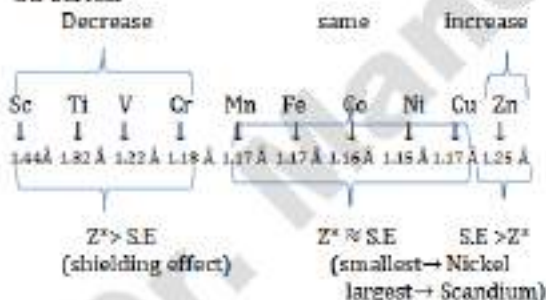 Decrease same Increase
Sc Ti V Cr Mn Fe Co Ni Cu Zn
1.44Å 1.32 Å 1.22 Å 1.18 Å 1.17 Å 1.17 Å 1.16Å 1.15 Å 1.17 Å 1.25 Å
Z*> S.E Z* ≈ S.E S.E >Z*
(shielding effect) (smallest→ Nickel
largest→ Scandium)